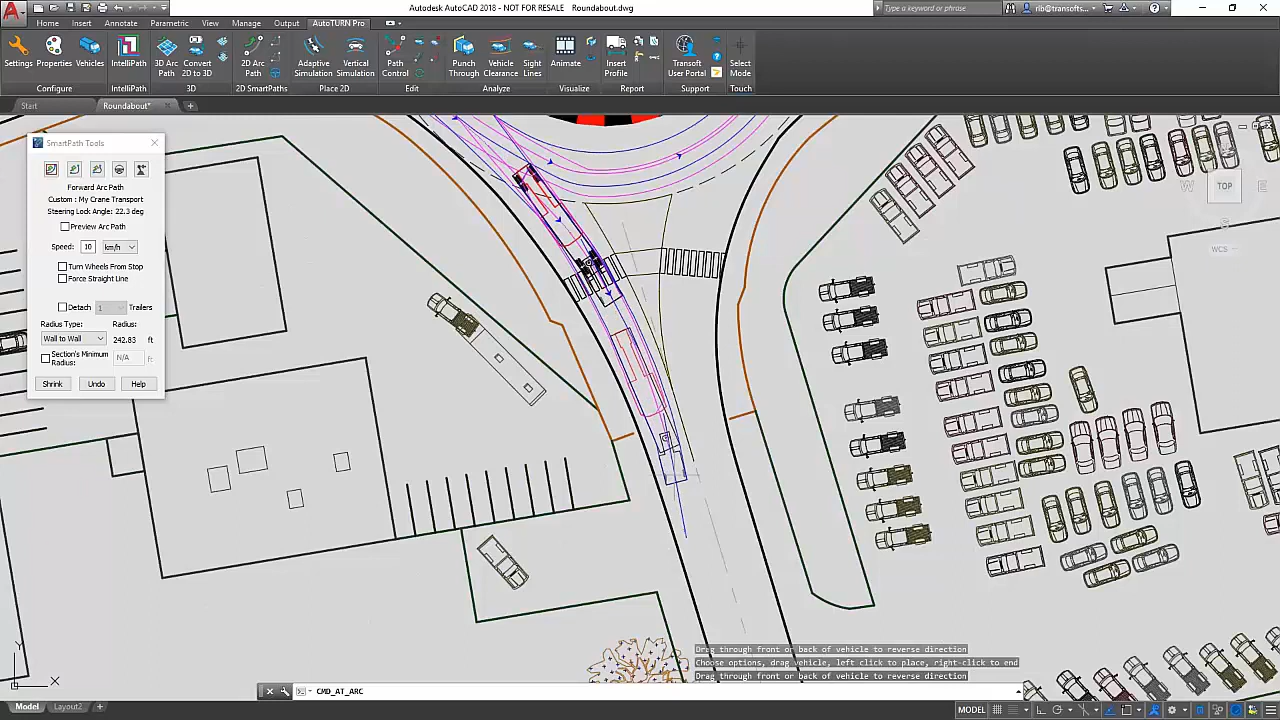 Autodesk AutoCAD 2018 - NOT FOR RESALE Roundabout.dwg
Type a keyword or phrase
rlb@transofts...
Home Insert Annotate Parametric View Manage Output AutoTURN Pro
Settings Properties Vehicles IntelliPath 3D Arc Path Convert 2D to 3D 2D Arc Path Adaptive Simulation Vertical Simulation Path Control Punch Through Vehicle Clearance Sight Lines Animate Insert Profile Transoft User Portal Select Mode
Configure IntelliPath 3D 2D SmartPaths Place 2D Edit Analyze Visualize Report Support Touch
Start Roundabout*
SmartPath Tools
Forward Arc Path
Custom : My Crane Transport
Steering Lock Angle: 22.3 deg
Preview Arc Path
Speed: 10 km/h
Turn Wheels From Stop
Force Straight Line
Detach 1 Trailers
Radius Type: Radius:
Wall to Wall 242.83 ft
Section's Minimum Radius: N/A ft
Shrink Undo Help
W TOP E
S
WCS
Y
X
Drag through front or back of vehicle to reverse direction
Choose options, drag vehicle, left click to place, right-click to end
Drag through front or back of vehicle to reverse direction
CMD_AT_ARC
Model Layout2 +
MODEL